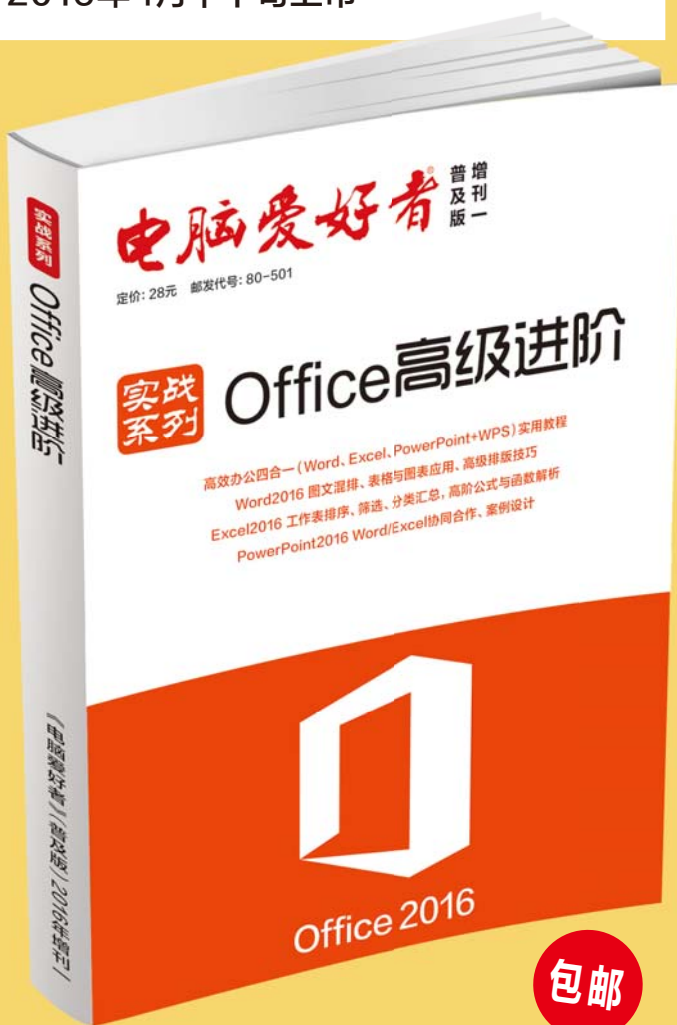 电脑爱好者®
普及版
增刊一
定价：28元 邮发代号：80-501
实战
系列
Office高级进阶
高效办公四合一（Word、Excel、PowerPoint+WPS）实用教程
Word2016 图文混排、表格与图表应用、高级排版技巧
Excel2016 工作表排序、筛选、分类汇总，高阶公式与函数解析
PowerPoint2016 Word/Excel协同合作、案例设计
Office 2016
实战系列
Office高级进阶
《电脑爱好者》（普及版）2016年增刊一
包邮